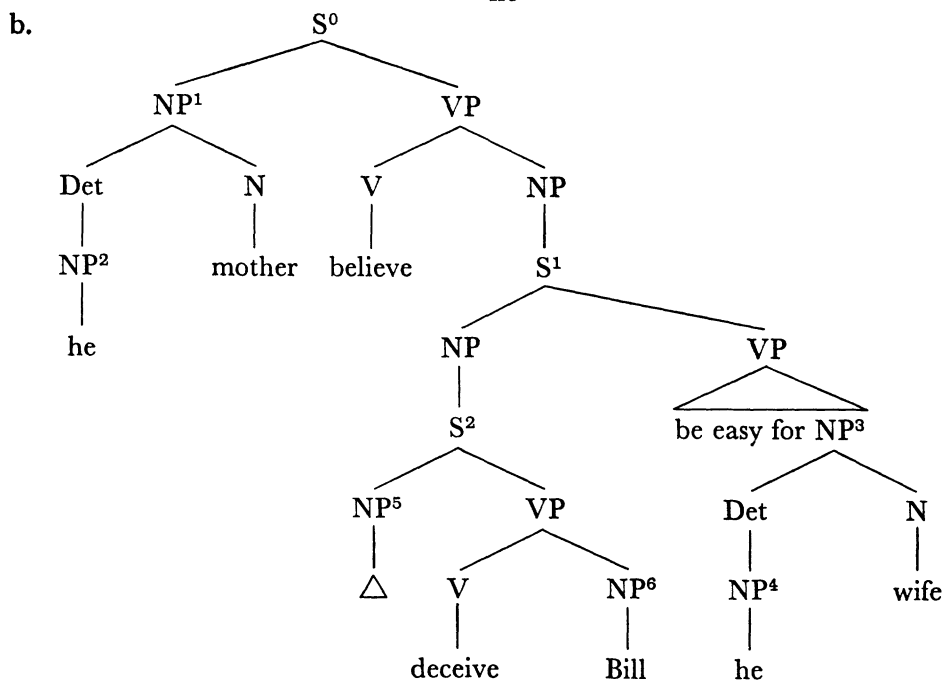 b.
S⁰
NP¹ VP
Det N V NP
NP² mother believe S¹
he NP VP
S² be easy for NP³
NP⁵ VP Det N
△ V NP⁶ NP⁴ wife
deceive Bill he